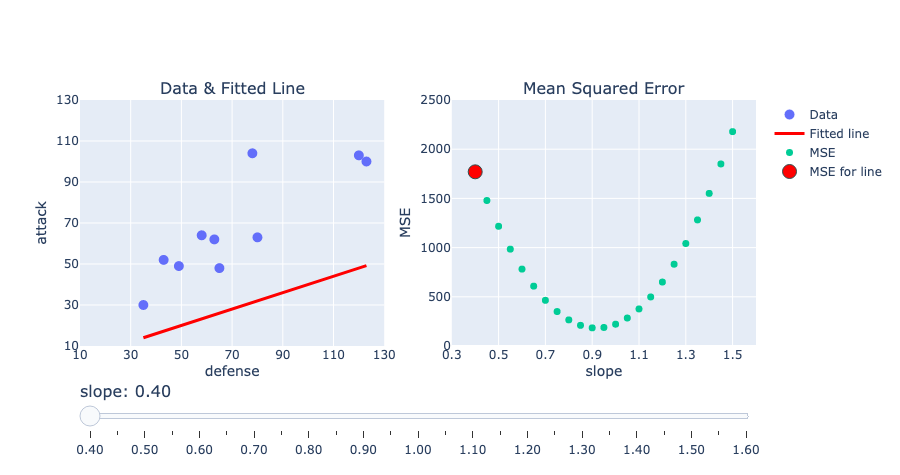 Data & Fitted Line
130
110
90
70
50
30
10
attack
10 30 50 70 90 110 130
defense
Mean Squared Error
2500
2000
1500
1000
500
0
MSE
0.3 0.5 0.7 0.9 1.1 1.3 1.5
slope
Data
Fitted line
MSE
MSE for line
slope: 0.40
0.40 0.50 0.60 0.70 0.80 0.90 1.00 1.10 1.20 1.30 1.40 1.50 1.60